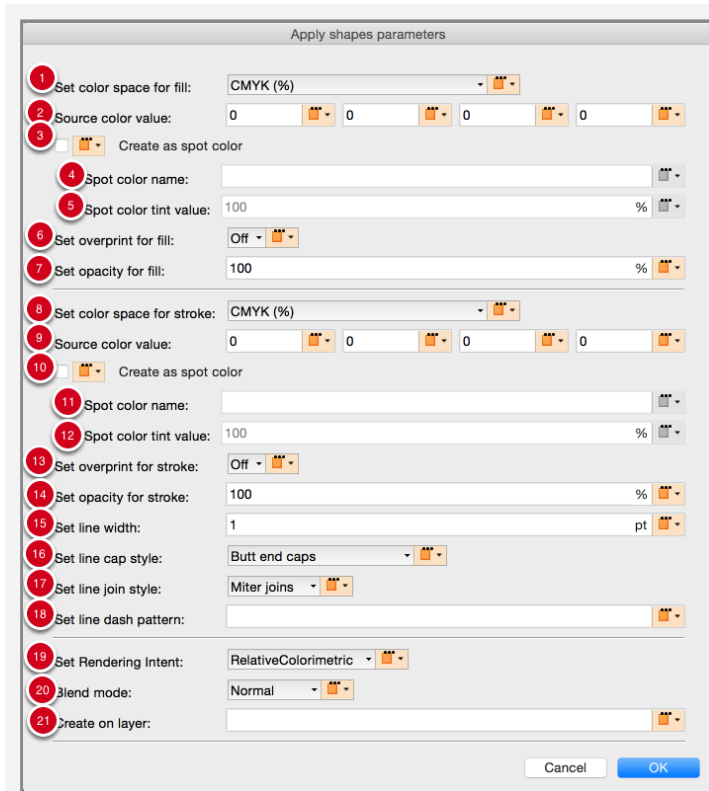 Apply shapes parameters
1 Set color space for fill: CMYK (%)
2 Source color value: 0 0 0 0
3 Create as spot color
4 Spot color name:
5 Spot color tint value: 100 %
6 Set overprint for fill: Off
7 Set opacity for fill: 100 %
8 Set color space for stroke: CMYK (%)
9 Source color value: 0 0 0 0
10 Create as spot color
11 Spot color name:
12 Spot color tint value: 100 %
13 Set overprint for stroke: Off
14 Set opacity for stroke: 100 %
15 Set line width: 1 pt
16 Set line cap style: Butt end caps
17 Set line join style: Miter joins
18 Set line dash pattern:
19 Set Rendering Intent: RelativeColorimetric
20 Blend mode: Normal
21 Create on layer:
Cancel OK